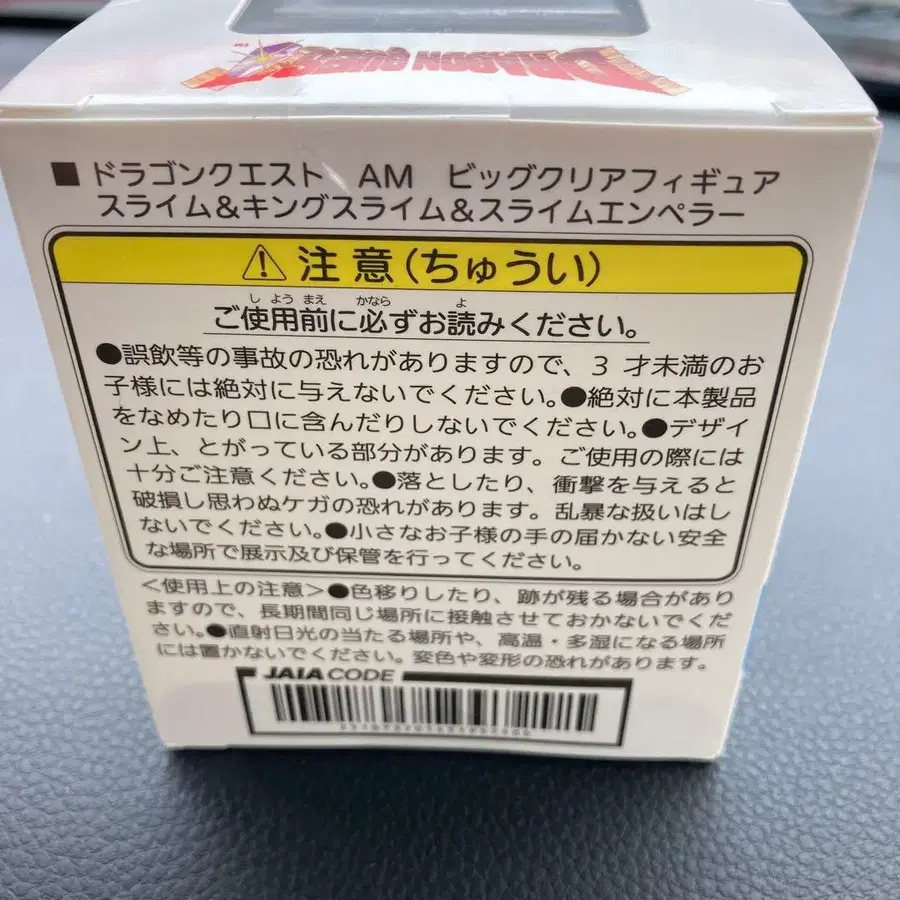 DRAGON QUEST™
■ ドラゴンクエスト AM ビッグクリアフィギュア
スライム&キングスライム&スライムエンペラー
注意(ちゅうい)
し よう まえ かなら よ
ご使用前に必ずお読みください。
●誤飲等の事故の恐れがありますので、3 才未満のお
子様には絶対に与えないでください。●絶対に本製品
をなめたり口に含んだりしないでください。●デザイ
ン上、とがっている部分があります。ご使用の際には
十分ご注意ください。●落としたり、衝撃を与えると
破損し思わぬケガの恐れがあります。乱暴な扱いはし
ないでください。●小さなお子様の手の届かない安全
な場所で展示及び保管を行ってください。
<使用上の注意>●色移りしたり、跡が残る場合があり
ますので、長期間同じ場所に接触させておかないでくだ
さい。●直射日光の当たる場所や、高温・多湿になる場所
には置かないでください。変色や変形の恐れがあります。
JAIA CODE